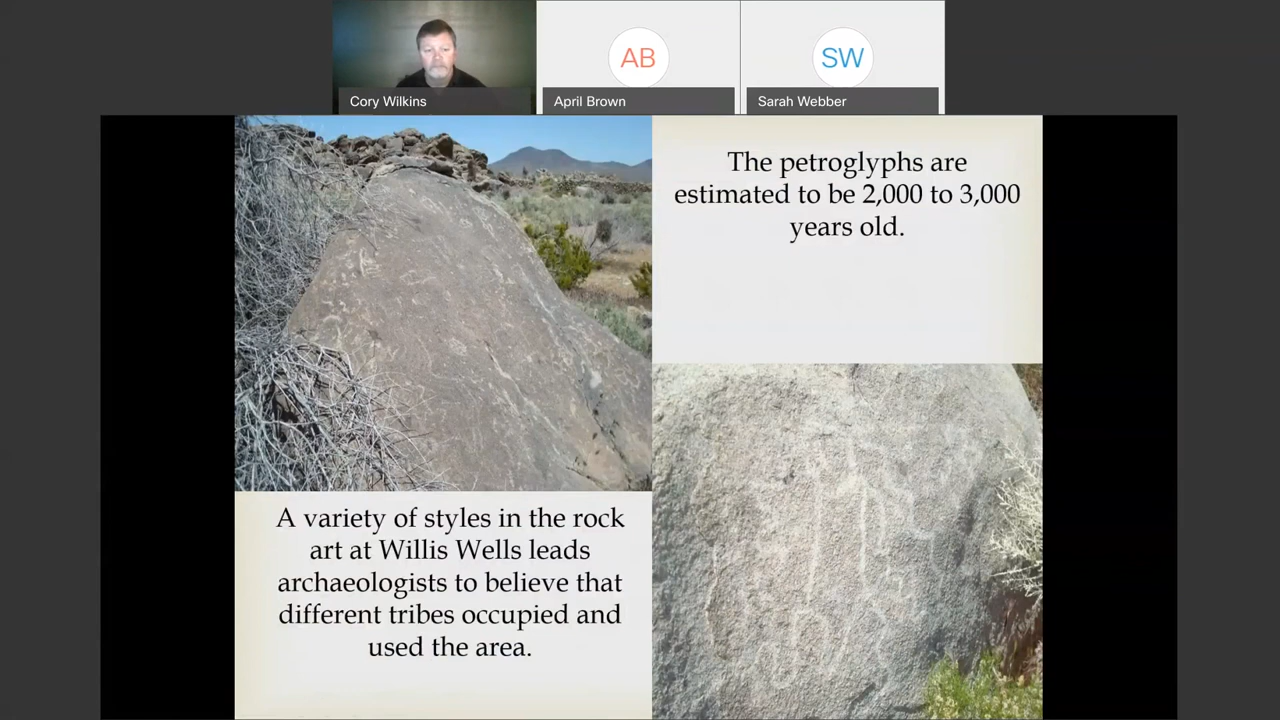 AB
SW
Cory Wilkins
April Brown
Sarah Webber
The petroglyphs are
estimated to be 2,000 to 3,000
years old.
A variety of styles in the rock
art at Willis Wells leads
archaeologists to believe that
different tribes occupied and
used the area.